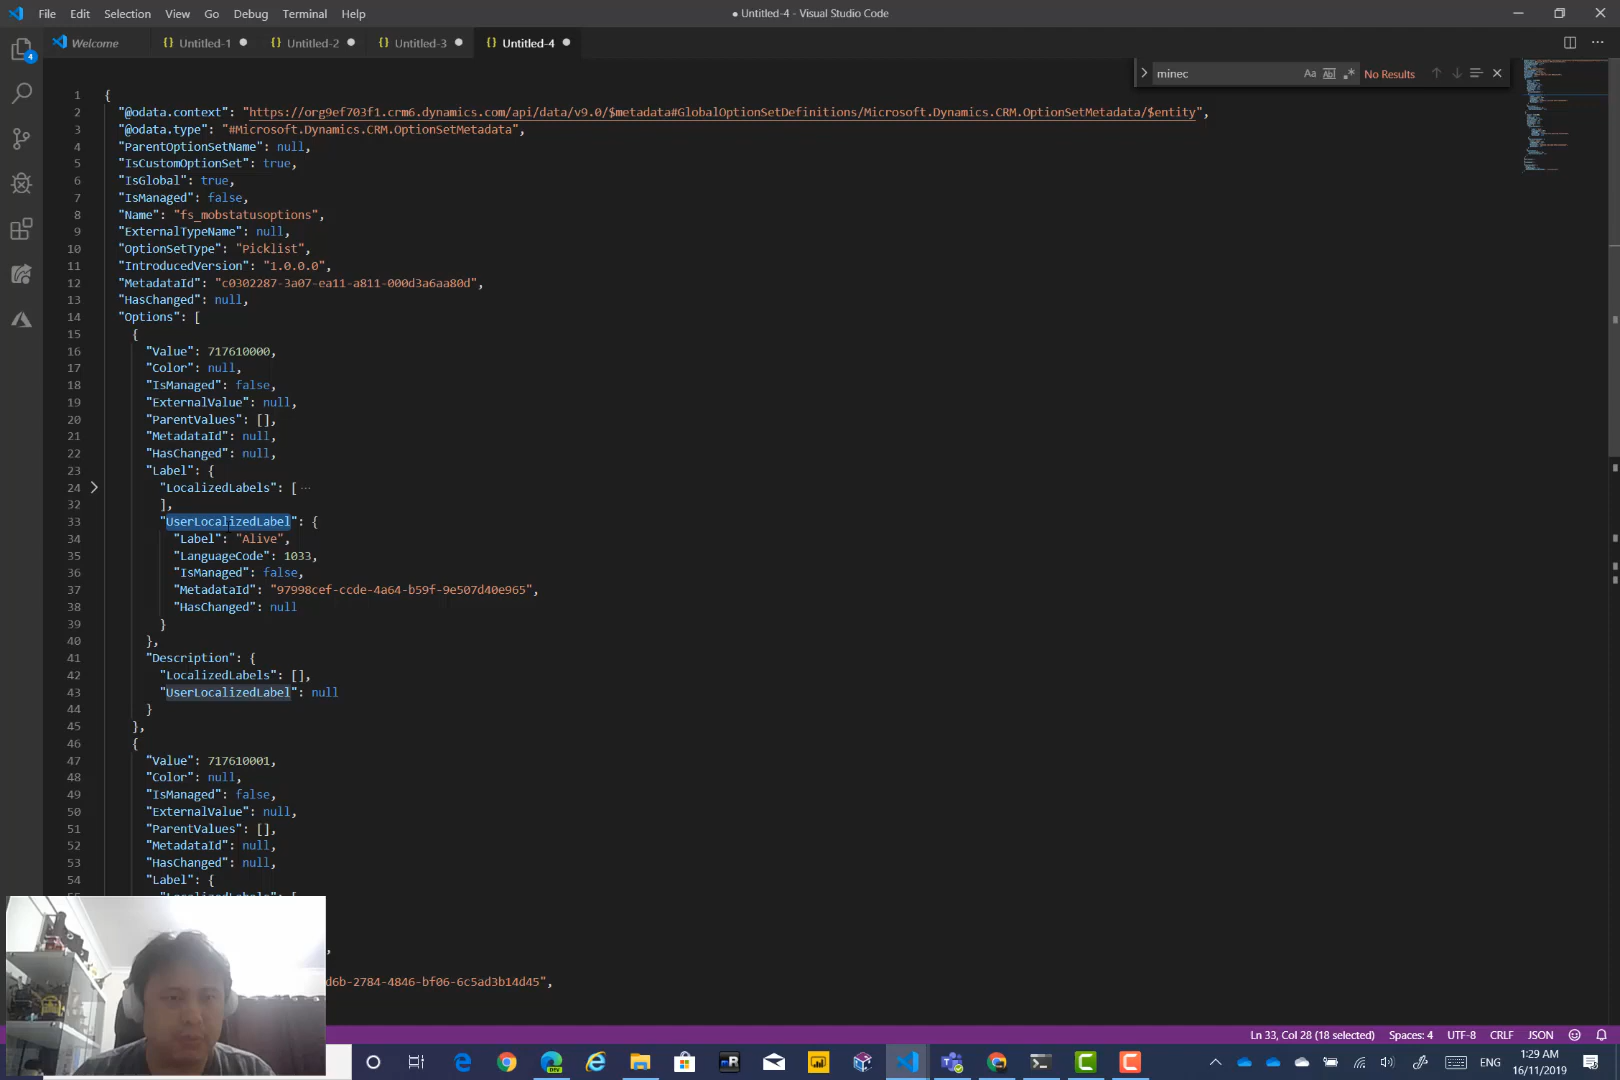 File Edit Selection View Go Debug Terminal Help
● Untitled-4 - Visual Studio Code
Welcome
Untitled-1
Untitled-2
Untitled-3
Untitled-4
minec
Aa
No Results
4
1 {
2 "@odata.context": "https://org9ef703f1.crm6.dynamics.com/api/data/v9.0/$metadata#GlobalOptionSetDefinitions/Microsoft.Dynamics.CRM.OptionSetMetadata/$entity",
3 "@odata.type": "#Microsoft.Dynamics.CRM.OptionSetMetadata",
4 "ParentOptionSetName": null,
5 "IsCustomOptionSet": true,
6 "IsGlobal": true,
7 "IsManaged": false,
8 "Name": "fs_mobstatusoptions",
9 "ExternalTypeName": null,
10 "OptionSetType": "Picklist",
11 "IntroducedVersion": "1.0.0.0",
12 "MetadataId": "c0302287-3a07-ea11-a811-000d3a6aa80d",
13 "HasChanged": null,
14 "Options": [
15 {
16 "Value": 717610000,
17 "Color": null,
18 "IsManaged": false,
19 "ExternalValue": null,
20 "ParentValues": [],
21 "MetadataId": null,
22 "HasChanged": null,
23 "Label": {
24 "LocalizedLabels": [ ···
32 ],
33 "UserLocalizedLabel": {
34 "Label": "Alive",
35 "LanguageCode": 1033,
36 "IsManaged": false,
37 "MetadataId": "97998cef-ccde-4a64-b59f-9e507d40e965",
38 "HasChanged": null
39 }
40 },
41 "Description": {
42 "LocalizedLabels": [],
43 "UserLocalizedLabel": null
44 }
45 },
46 {
47 "Value": 717610001,
48 "Color": null,
49 "IsManaged": false,
50 "ExternalValue": null,
51 "ParentValues": [],
52 "MetadataId": null,
53 "HasChanged": null,
54 "Label": {
d6b-2784-4846-bf06-6c5ad3b14d45",
Ln 33, Col 28 (18 selected) Spaces: 4 UTF-8 CRLF JSON
ENG
1:29 AM
16/11/2019